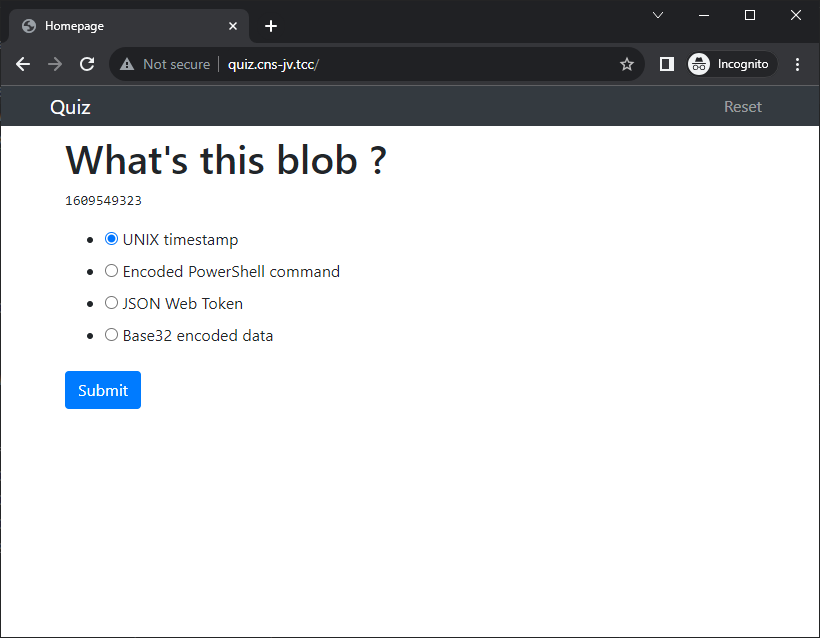 Homepage
Not secure quiz.cns-jv.tcc/
Incognito
Quiz
Reset
What's this blob ?
1609549323
UNIX timestamp
Encoded PowerShell command
JSON Web Token
Base32 encoded data
Submit